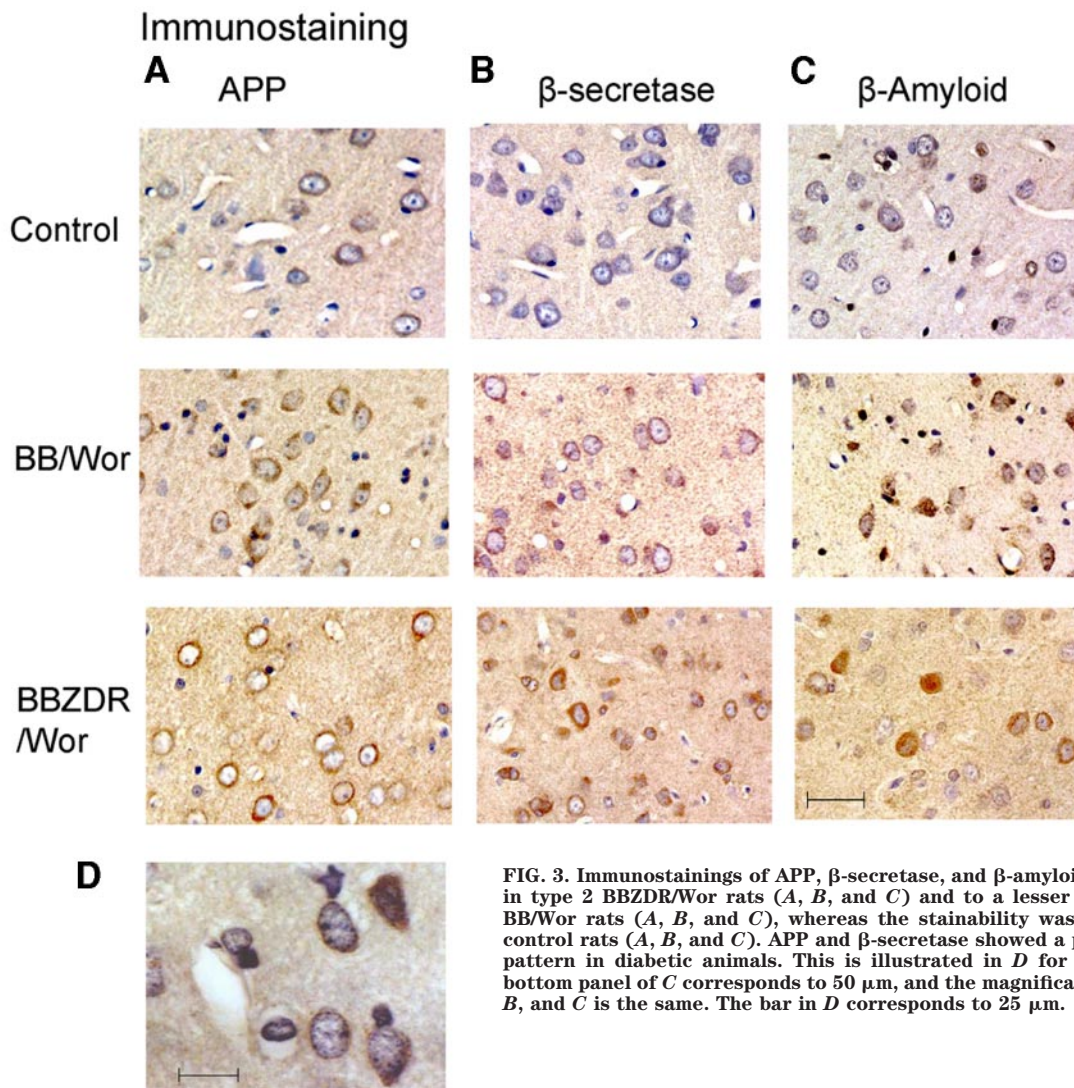 Immunostaining
A B C
APP β-secretase β-Amyloid
Control
BB/Wor
BBZDR
/Wor
D
FIG. 3. Immunostainings of APP, β-secretase, and β-amyloi
in type 2 BBZDR/Wor rats (A, B, and C) and to a lesser
BB/Wor rats (A, B, and C), whereas the stainability was
control rats (A, B, and C). APP and β-secretase showed a p
pattern in diabetic animals. This is illustrated in D for
bottom panel of C corresponds to 50 μm, and the magnifica
B, and C is the same. The bar in D corresponds to 25 μm.